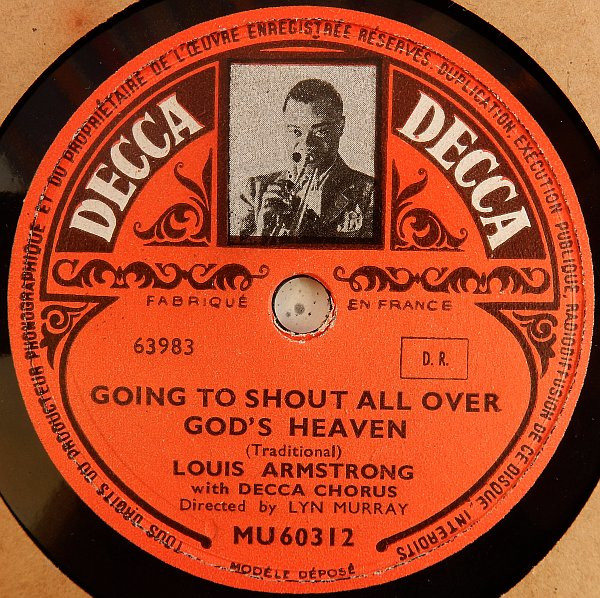 TOUS DROITS DU PRODUCTEUR PHONOGRAPHIQUE ET DU PROPRIÉTAIRE DE L'ŒUVRE ENREGISTRÉE RÉSERVÉS. DUPLICATION, EXÉCUTION PUBLIQUE, RADIODIFFUSION DE CE DISQUE, INTERDITS
DECCA
DECCA
FABRIQUÉ EN FRANCE
63983
D. R.
GOING TO SHOUT ALL OVER
GOD'S HEAVEN
(Traditional)
LOUIS ARMSTRONG
with DECCA CHORUS
Directed by LYN MURRAY
MU60312
MODÈLE DÉPOSÉ